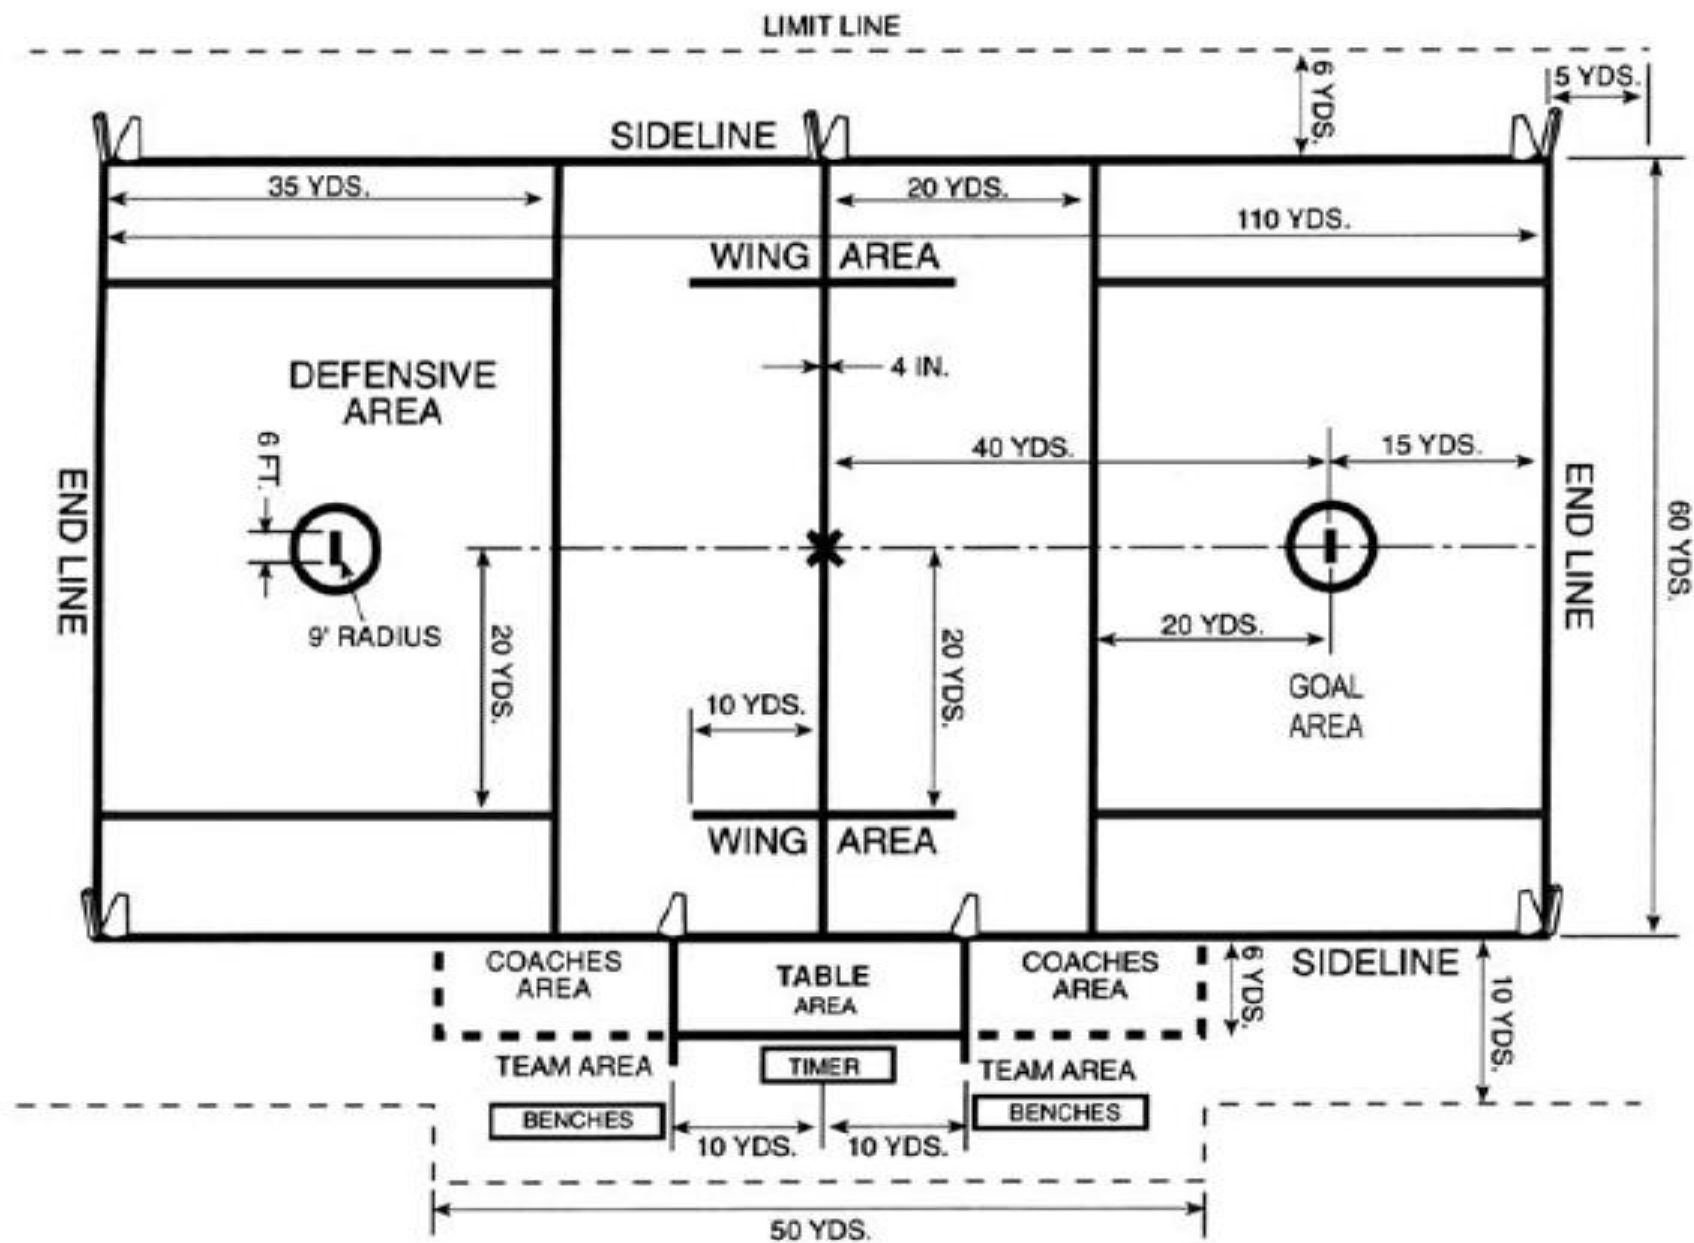 LIMIT LINE
6 YDS.
5 YDS.
SIDELINE
35 YDS.
20 YDS.
110 YDS.
WING AREA
DEFENSIVE
AREA
4 IN.
6 FT.
40 YDS.
15 YDS.
END LINE
END LINE
60 YDS.
9' RADIUS
20 YDS.
20 YDS.
20 YDS.
10 YDS.
GOAL
AREA
WING AREA
COACHES
AREA
TABLE
AREA
COACHES
AREA
6 YDS.
SIDELINE
10 YDS.
TEAM AREA
TIMER
TEAM AREA
BENCHES
BENCHES
10 YDS.
10 YDS.
50 YDS.